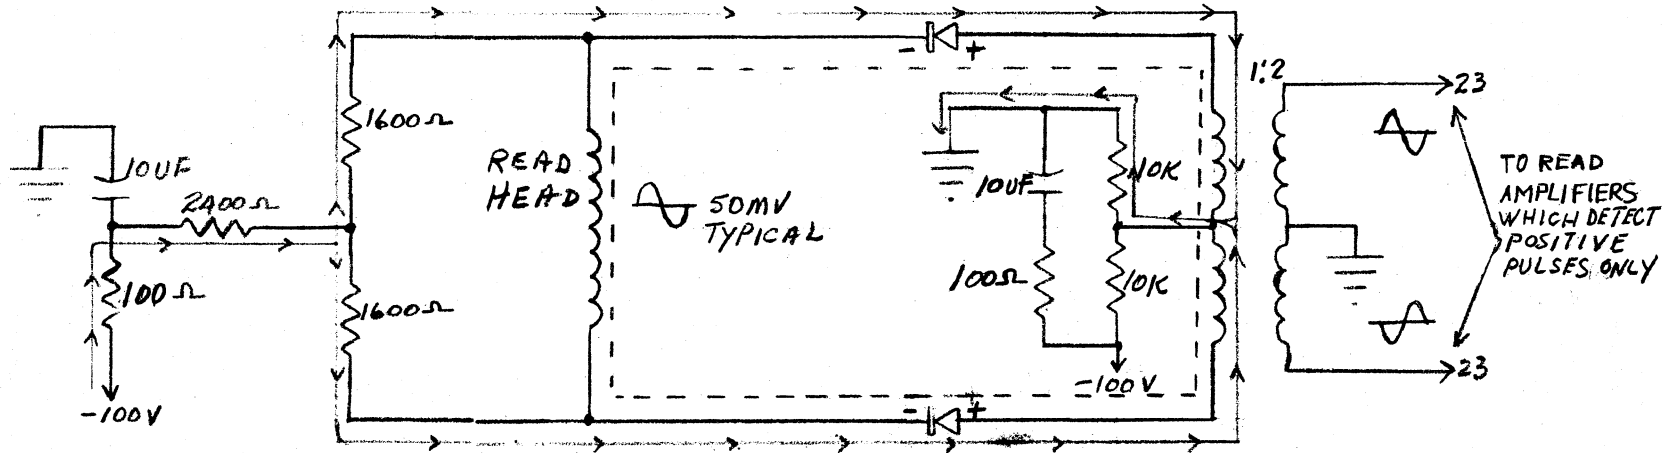 - +
1:2
23
1600Ω
READ
HEAD
50MV
TYPICAL
10UF
10K
TO READ
AMPLIFIERS
WHICH DETECT
POSITIVE
PULSES ONLY
10UF
2400Ω
100Ω
10K
100Ω
1600Ω
-100V
23
-100V
- +